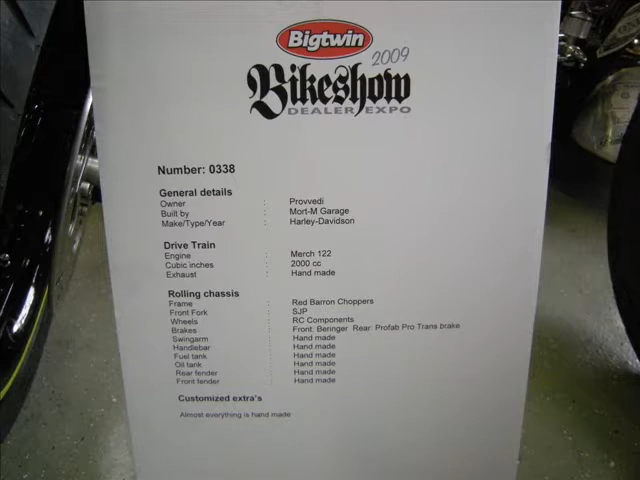 Bigtwin
2009
Bikeshow
DEALER EXPO
Number: 0338
General details
Owner : Provvedi
Built by : Mort-M Garage
Make/Type/Year : Harley-Davidson
Drive Train
Engine : Merch 122
Cubic inches : 2000 cc
Exhaust : Hand made
Rolling chassis
Frame : Red Barron Choppers
Front Fork : SJP
Wheels : RC Components
Brakes : Front: Beringer Rear: Profab Pro Trans brake
Swingarm : Hand made
Handlebar : Hand made
Fuel tank : Hand made
Oil tank : Hand made
Rear fender : Hand made
Front fender : Hand made
Customized extra's
Almost everything is hand made